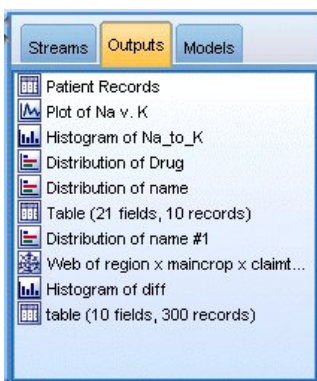 Streams Outputs Models
Patient Records
Plot of Na v. K
Histogram of Na_to_K
Distribution of Drug
Distribution of name
Table (21 fields, 10 records)
Distribution of name #1
Web of region x maincrop x claimt...
Histogram of diff
table (10 fields, 300 records)